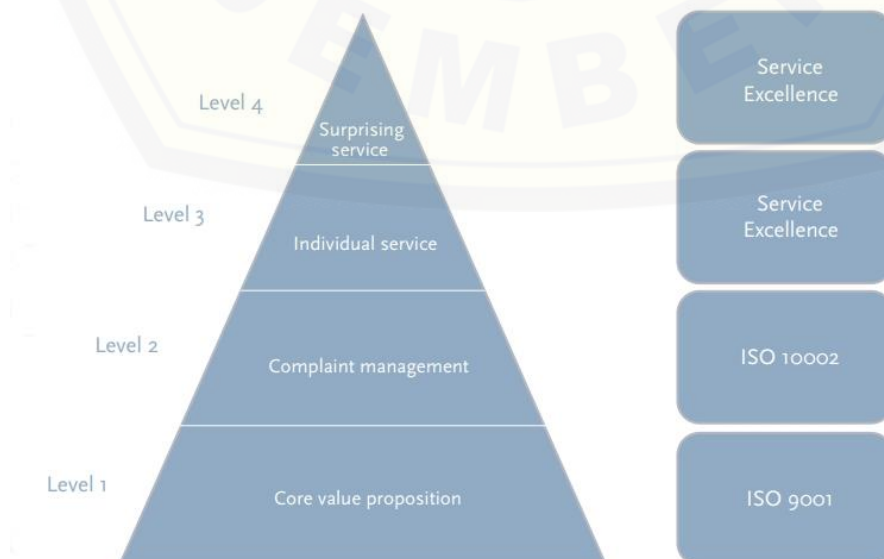 Level 4
Surprising
service
Service
Excellence
Level 3
Individual service
Service
Excellence
Level 2
Complaint management
ISO 10002
Level 1
Core value proposition
ISO 9001